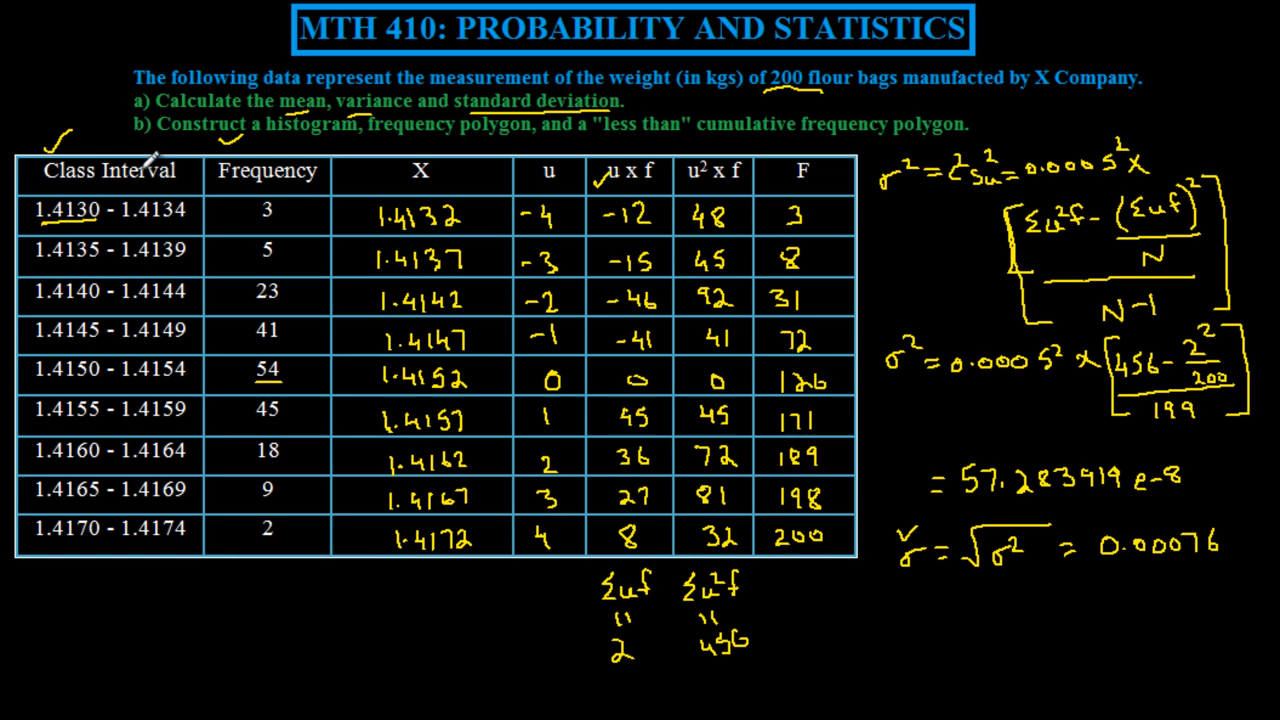 MTH 410: PROBABILITY AND STATISTICS
The following data represent the measurement of the weight (in kgs) of 200 flour bags manufacted by X Company.
a) Calculate the mean, variance and standard deviation.
b) Construct a histogram, frequency polygon, and a "less than" cumulative frequency polygon.
Class Interval Frequency X u u x f u² x f F
1.4130 - 1.4134 3 1.4132 -4 -12 48 3
1.4135 - 1.4139 5 1.4137 -3 -15 45 8
1.4140 - 1.4144 23 1.4142 -2 -46 92 31
1.4145 - 1.4149 41 1.4147 -1 -41 41 72
1.4150 - 1.4154 54 1.4152 0 0 0 126
1.4155 - 1.4159 45 1.4157 1 45 45 171
1.4160 - 1.4164 18 1.4162 2 36 72 189
1.4165 - 1.4169 9 1.4167 3 27 81 198
1.4170 - 1.4174 2 1.4172 4 8 32 200
Σuf Σu²f
= =
2 456
σ² = c² Su² = 0.0005² x
[Σu²f - (Σuf)²
N
N-1]
σ² = 0.0005² x [456 - 2²
200
199]
= 57.283919 e-8
σ = √σ² = 0.00076